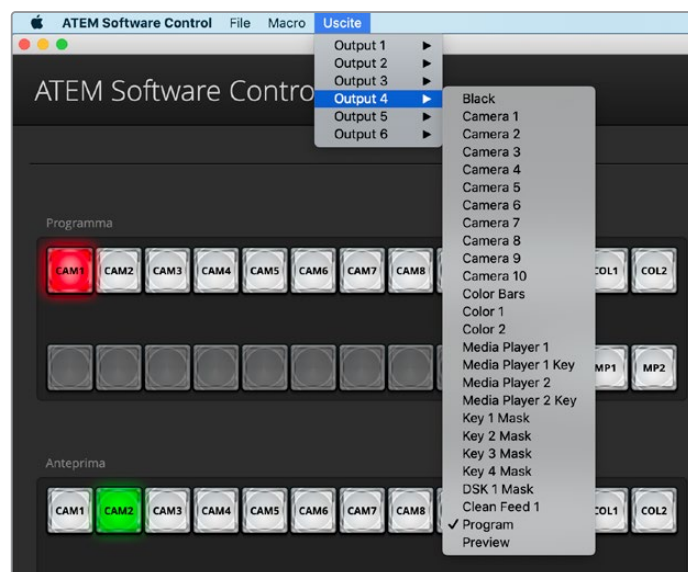 ATEM Software Control File Macro Uscite
Output 1
Output 2
Output 3
Output 4
Output 5
Output 6
ATEM Software Contro
Black
Camera 1
Camera 2
Camera 3
Camera 4
Camera 5
Camera 6
Camera 7
Camera 8
Camera 9
Camera 10
Color Bars
Color 1
Color 2
Media Player 1
Media Player 1 Key
Media Player 2
Media Player 2 Key
Key 1 Mask
Key 2 Mask
Key 3 Mask
Key 4 Mask
DSK 1 Mask
Clean Feed 1
✓ Program
Preview
Programma
CAM1 CAM2 CAM3 CAM4 CAM5 CAM6 CAM7 CAM8 COL1 COL2
MP1 MP2
Anteprima
CAM1 CAM2 CAM3 CAM4 CAM5 CAM6 CAM7 CAM8 COL1 COL2